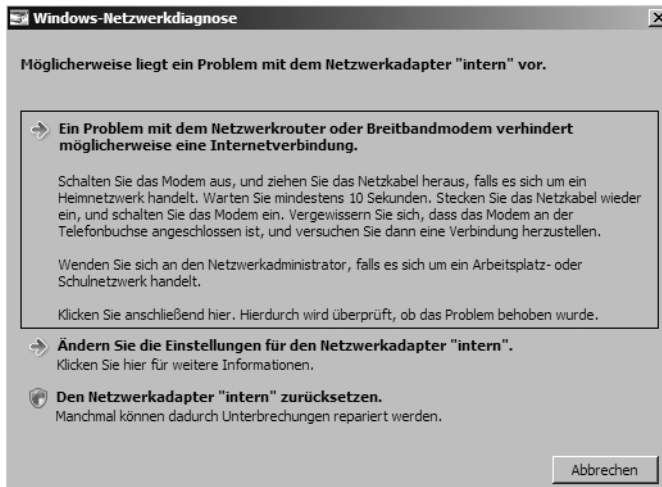 Windows-Netzwerkdiagnose
Möglicherweise liegt ein Problem mit dem Netzwerkadapter "intern" vor.
Ein Problem mit dem Netzwerkrouter oder Breitbandmodem verhindert
möglicherweise eine Internetverbindung.
Schalten Sie das Modem aus, und ziehen Sie das Netzkabel heraus, falls es sich um ein
Heimnetzwerk handelt. Warten Sie mindestens 10 Sekunden. Stecken Sie das Netzkabel wieder
ein, und schalten Sie das Modem ein. Vergewissern Sie sich, dass das Modem an der
Telefonbuchse angeschlossen ist, und versuchen Sie dann eine Verbindung herzustellen.
Wenden Sie sich an den Netzwerkadministrator, falls es sich um ein Arbeitsplatz- oder
Schulnetzwerk handelt.
Klicken Sie anschließend hier. Hierdurch wird überprüft, ob das Problem behoben wurde.
Ändern Sie die Einstellungen für den Netzwerkadapter "intern".
Klicken Sie hier für weitere Informationen.
Den Netzwerkadapter "intern" zurücksetzen.
Manchmal können dadurch Unterbrechungen repariert werden.
Abbrechen